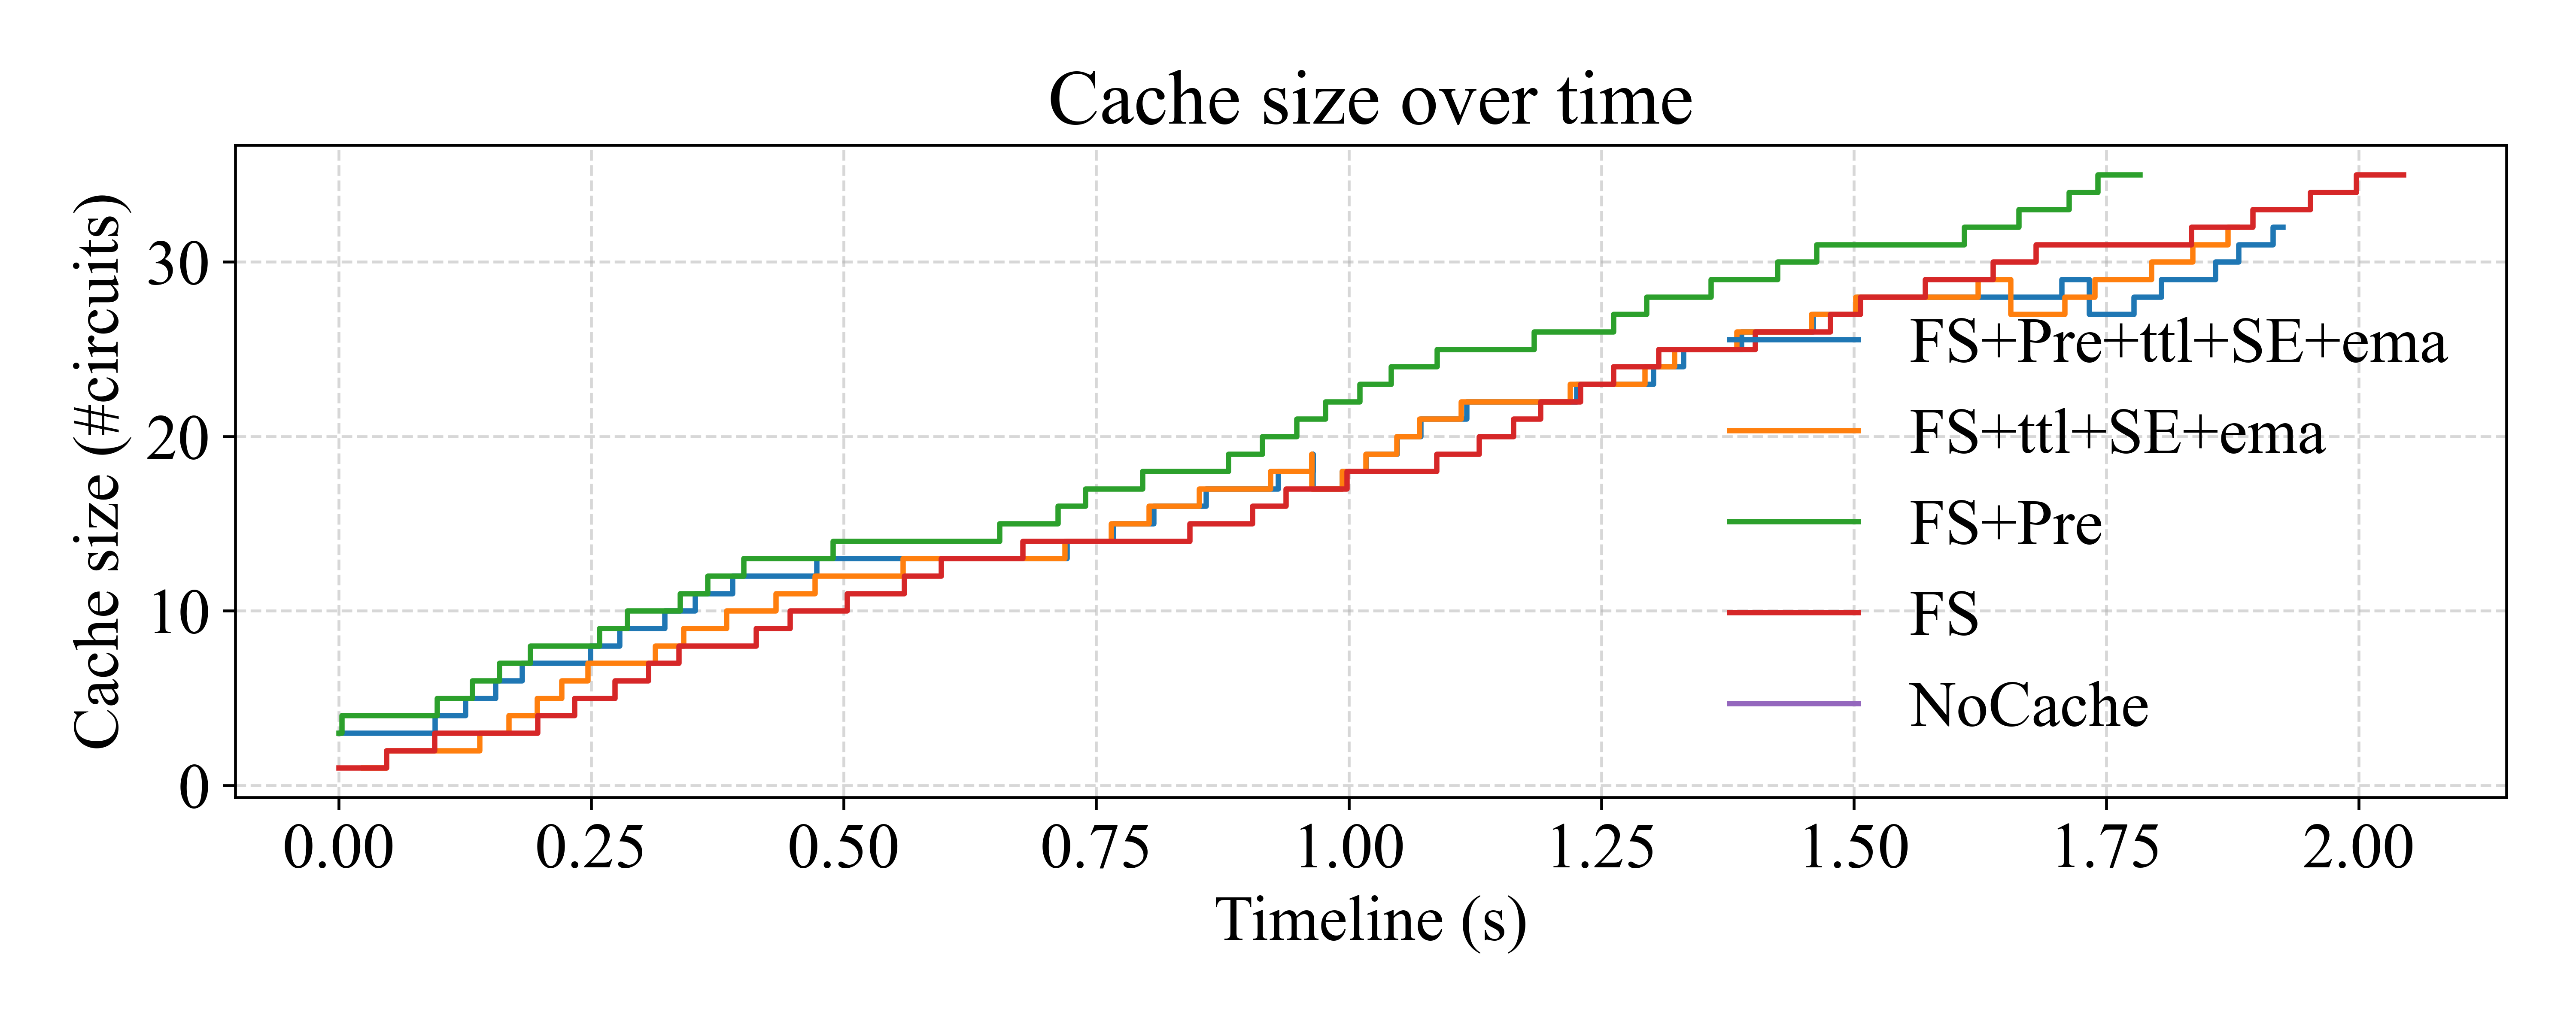 Cache size over time
Cache size (#circuits)
30
20
10
0
FS+Pre+ttl+SE+ema
FS+ttl+SE+ema
FS+Pre
FS
NoCache
0.00 0.25 0.50 0.75 1.00 1.25 1.50 1.75 2.00
Timeline (s)